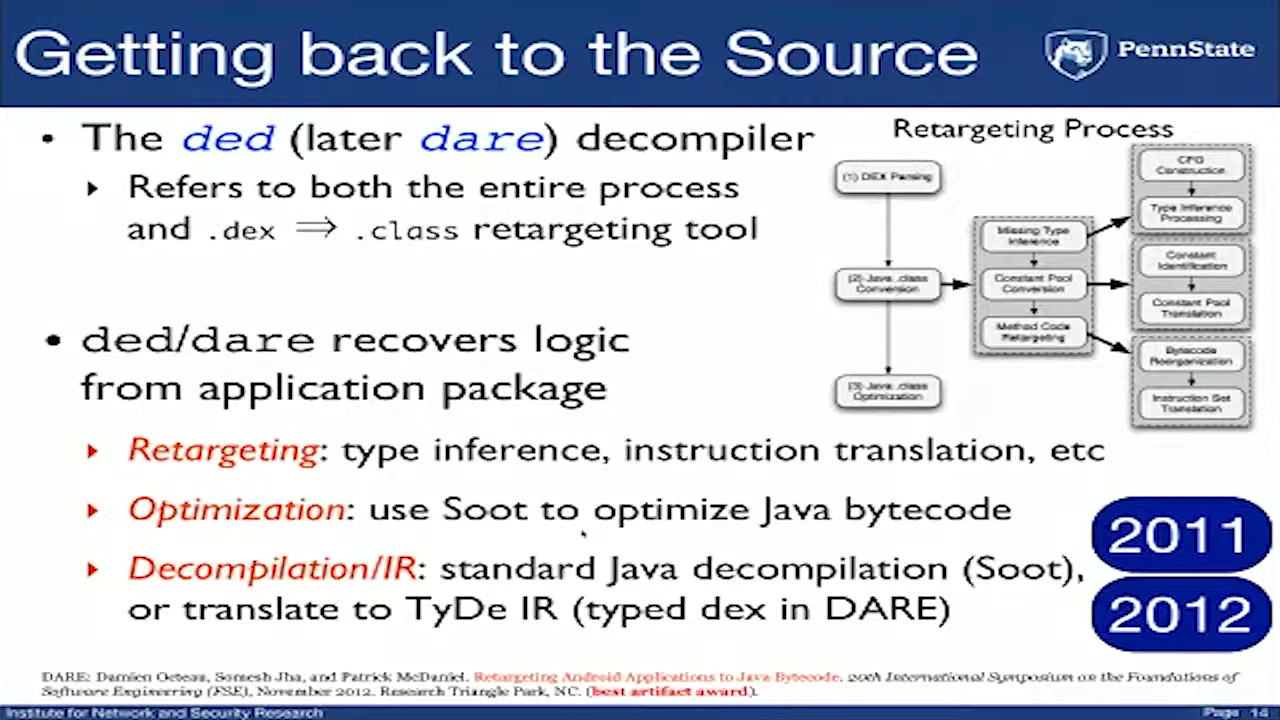 Getting back to the Source
PennState
• The ded (later dare) decompiler
‣ Refers to both the entire process
and .dex ⇒ .class retargeting tool
• ded/dare recovers logic
from application package
‣ Retargeting: type inference, instruction translation, etc
‣ Optimization: use Soot to optimize Java bytecode
‣ Decompilation/IR: standard Java decompilation (Soot),
or translate to TyDe IR (typed dex in DARE)
Retargeting Process
(1) DEX Parsing
(2) Java .class
Conversion
(3) Java .class
Optimization
Missing Type
Inference
Constant Pool
Conversion
Method Code
Retargeting
CFG
Construction
Type Inference
Processing
Constant
Identification
Constant Pool
Translation
Bytecode
Reorganization
Instruction Set
Translation
2011
2012
DARE: Damien Octeau, Somesh Jha, and Patrick McDaniel. Retargeting Android Applications to Java Bytecode. 20th International Symposium on the Foundations of
Software Engineering (FSE), November 2012. Research Triangle Park, NC. (best artifact award).
Institute for Network and Security Research
Page 14